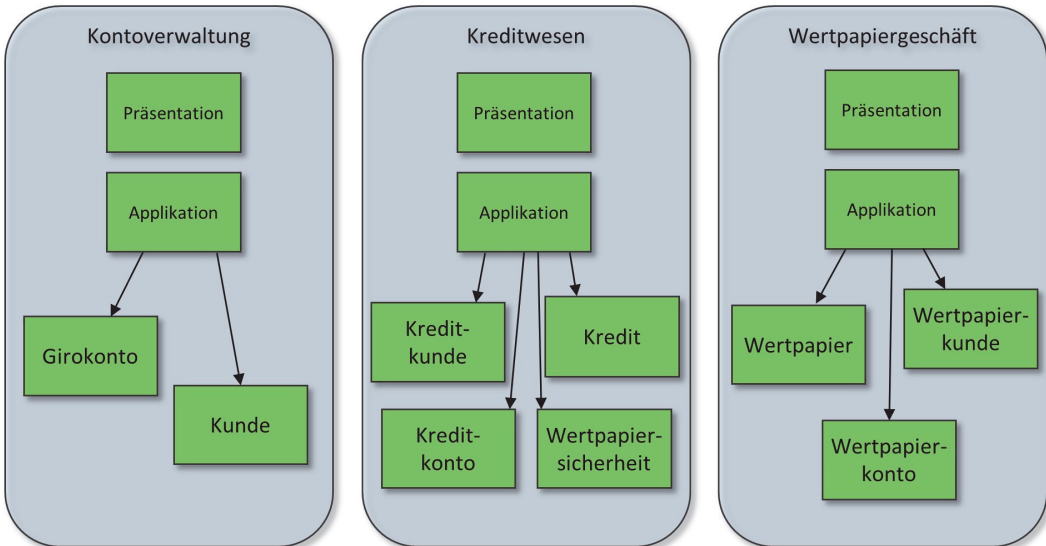 Kontoverwaltung
Präsentation
Applikation
Girokonto
Kunde
Kreditwesen
Präsentation
Applikation
Kredit-
kunde
Kredit
Kredit-
konto
Wertpapier-
sicherheit
Wertpapiergeschäft
Präsentation
Applikation
Wertpapier
Wertpapier-
kunde
Wertpapier-
konto